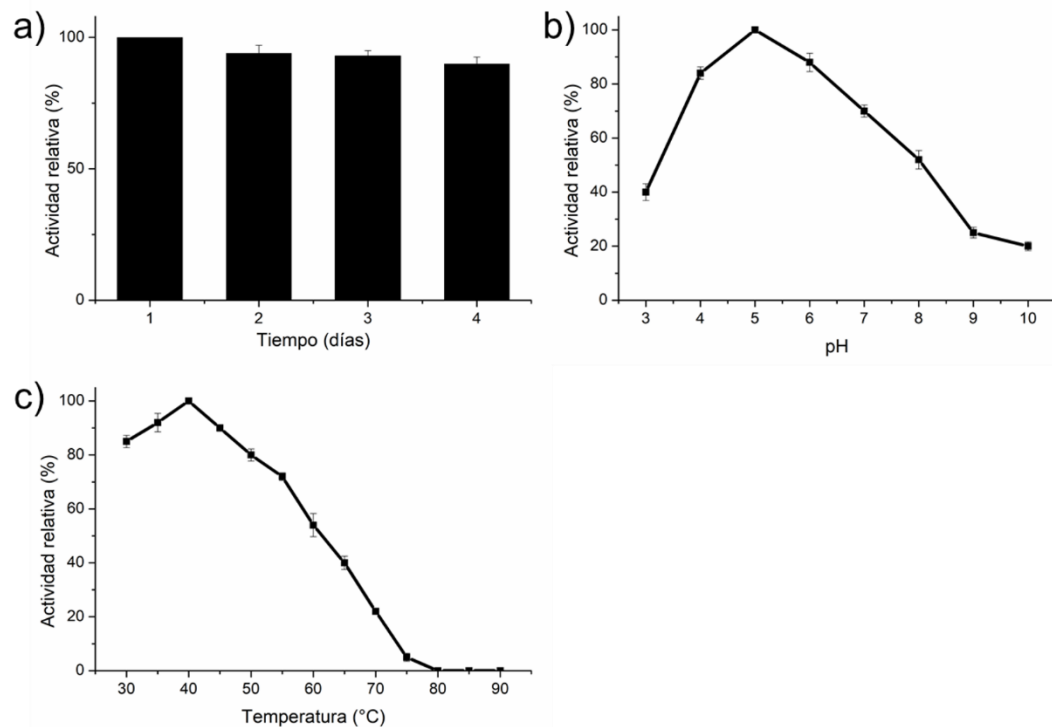 a)
Actividad relativa (%)
100
50
0
1 2 3 4
Tiempo (días)
b)
Actividad relativa (%)
100
80
60
40
20
0
3 4 5 6 7 8 9 10
pH
c)
Actividad relativa (%)
100
80
60
40
20
0
30 40 50 60 70 80 90
Temperatura (°C)